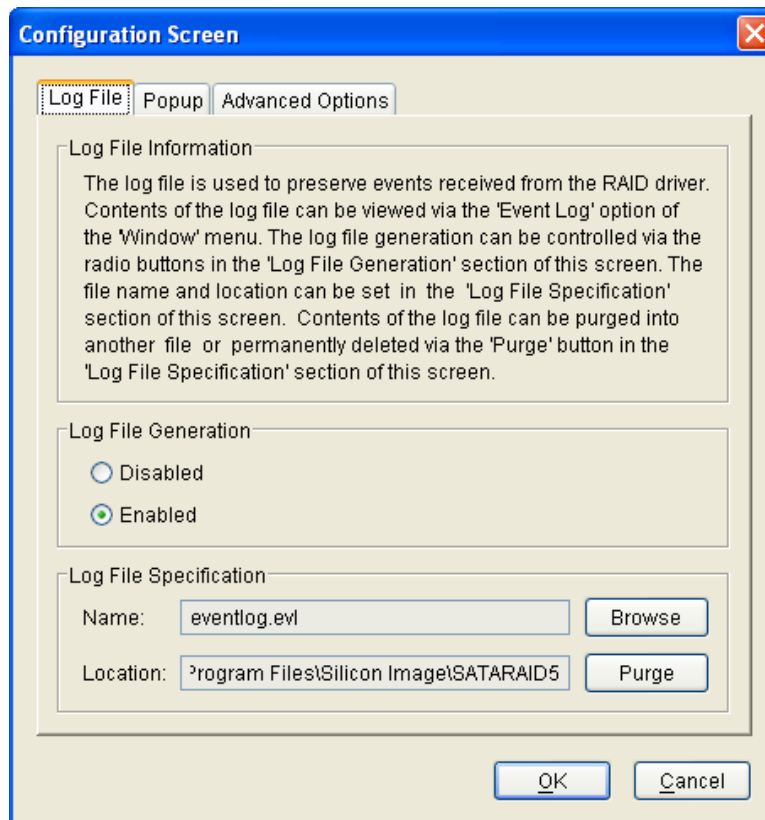 Configuration Screen
Log File Popup Advanced Options
Log File Information
The log file is used to preserve events received from the RAID driver.
Contents of the log file can be viewed via the 'Event Log' option of
the 'Window' menu. The log file generation can be controlled via the
radio buttons in the 'Log File Generation' section of this screen. The
file name and location can be set in the 'Log File Specification'
section of this screen. Contents of the log file can be purged into
another file or permanently deleted via the 'Purge' button in the
'Log File Specification' section of this screen.
Log File Generation
Disabled
Enabled
Log File Specification
Name: eventlog.evl Browse
Location: Program Files\Silicon Image\SATARAID5 Purge
OK Cancel